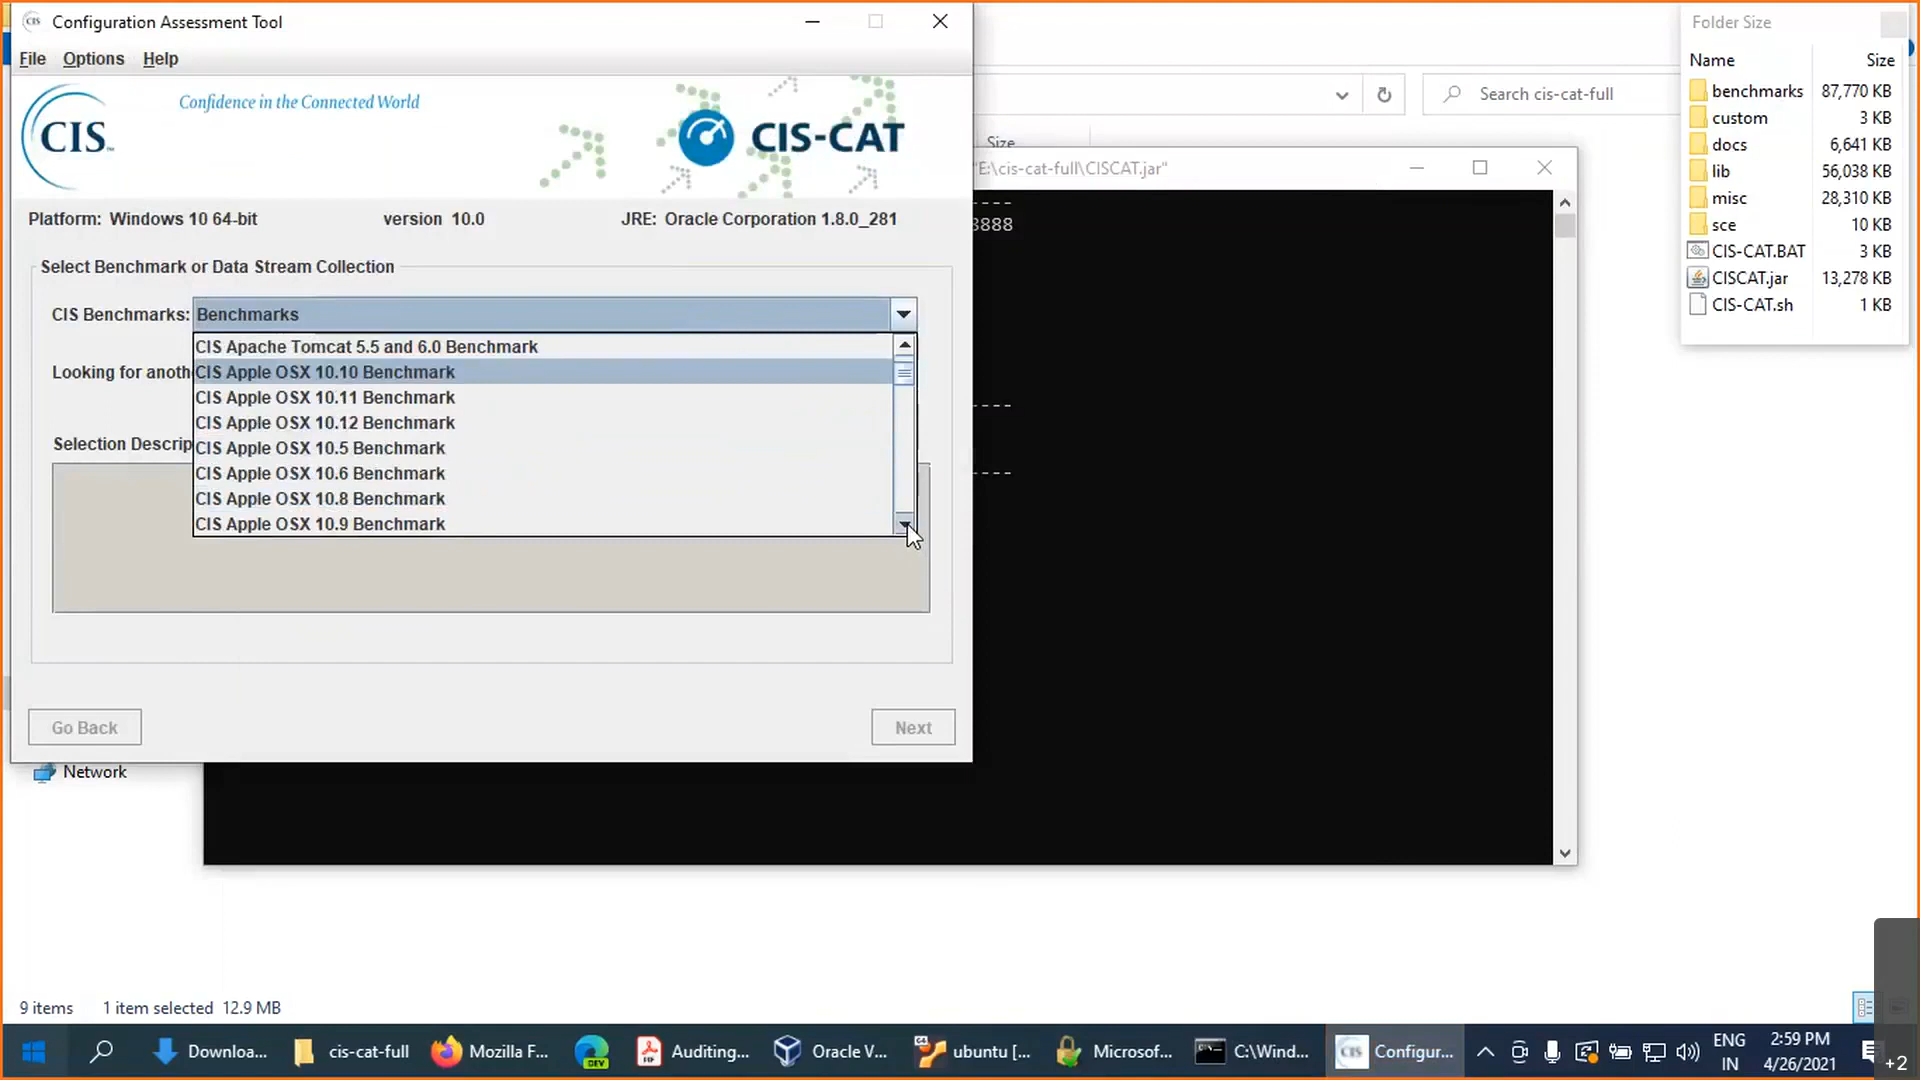 Configuration Assessment Tool
File Options Help
Confidence in the Connected World
CIS
CIS-CAT
Platform: Windows 10 64-bit version 10.0 JRE: Oracle Corporation 1.8.0_281
Select Benchmark or Data Stream Collection
CIS Benchmarks: Benchmarks
CIS Apache Tomcat 5.5 and 6.0 Benchmark
Looking for anoth
CIS Apple OSX 10.10 Benchmark
CIS Apple OSX 10.11 Benchmark
CIS Apple OSX 10.12 Benchmark
Selection Descrip
CIS Apple OSX 10.5 Benchmark
CIS Apple OSX 10.6 Benchmark
CIS Apple OSX 10.8 Benchmark
CIS Apple OSX 10.9 Benchmark
Go Back Next
Network
Search cis-cat-full
Size
"E:\cis-cat-full\CISCAT.jar"
----
8888
----
----
Folder Size
Name Size
benchmarks 87,770 KB
custom 3 KB
docs 6,641 KB
lib 56,038 KB
misc 28,310 KB
sce 10 KB
CIS-CAT.BAT 3 KB
CISCAT.jar 13,278 KB
CIS-CAT.sh 1 KB
9 items 1 item selected 12.9 MB
Downloa... cis-cat-full Mozilla F... DEV Auditing,... Oracle V... 64 ubuntu [... Microsof... C:\Wind... CIS Configur...
ENG
IN
2:59 PM
4/26/2021
+2